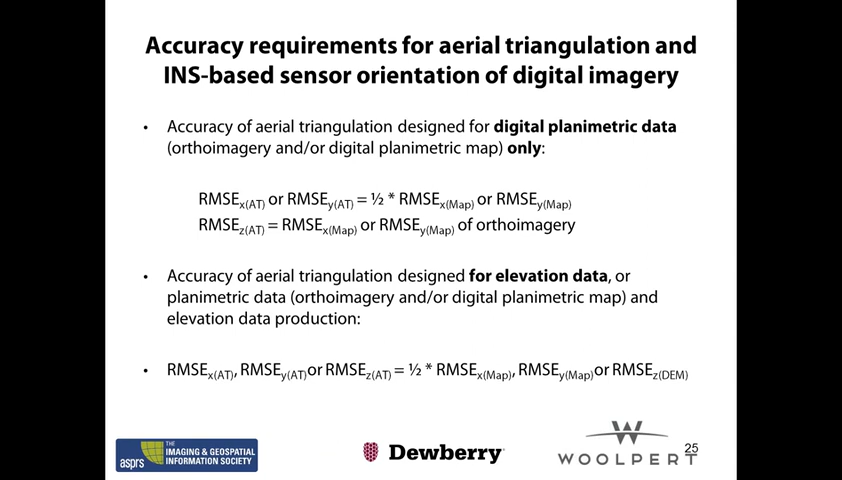 Accuracy requirements for aerial triangulation and
INS-based sensor orientation of digital imagery
• Accuracy of aerial triangulation designed for digital planimetric data
(orthoimagery and/or digital planimetric map) only:
RMSEx(AT) or RMSEy(AT) = ½ * RMSEx(Map) or RMSEy(Map)
RMSEz(AT) = RMSEx(Map) or RMSEy(Map) of orthoimagery
• Accuracy of aerial triangulation designed for elevation data, or
planimetric data (orthoimagery and/or digital planimetric map) and
elevation data production:
• RMSEx(AT), RMSEy(AT)or RMSEz(AT) = ½ * RMSEx(Map), RMSEy(Map)or RMSEz(DEM)
asprs
THE
IMAGING & GEOSPATIAL
INFORMATION SOCIETY
Dewberry
WOOLPERT
25